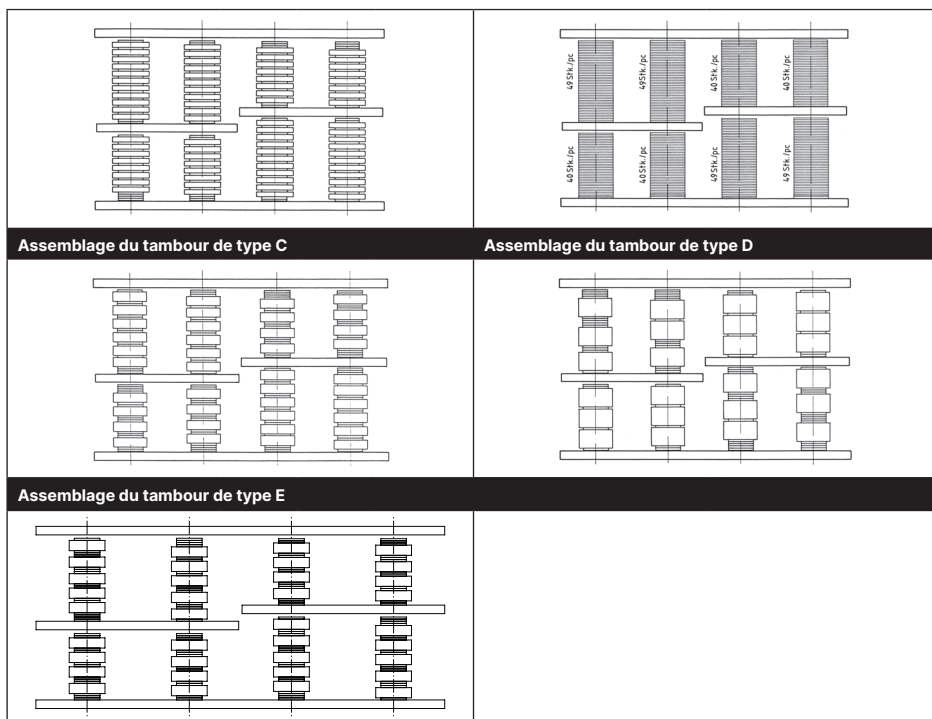 49 Stk./pc
49 Stk./pc
40 Stk./pc
40 Stk./pc
40 Stk./pc
40 Stk./pc
49 Stk./pc
49 Stk./pc
Assemblage du tambour de type C
Assemblage du tambour de type D
Assemblage du tambour de type E